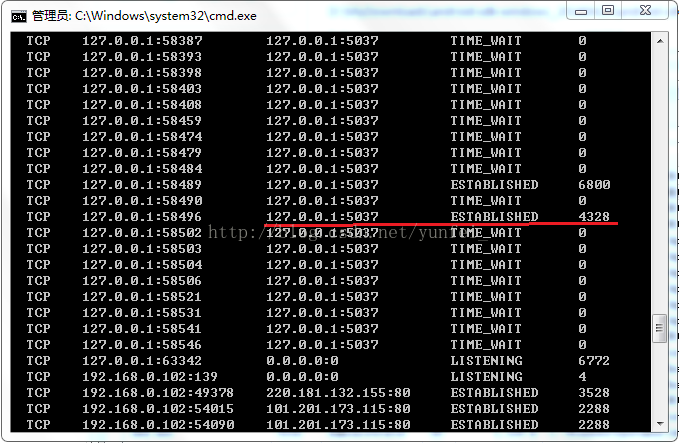 管理员: C:\Windows\system32\cmd.exe
TCP 127.0.0.1:58387 127.0.0.1:5037 TIME_WAIT 0
TCP 127.0.0.1:58393 127.0.0.1:5037 TIME_WAIT 0
TCP 127.0.0.1:58398 127.0.0.1:5037 TIME_WAIT 0
TCP 127.0.0.1:58403 127.0.0.1:5037 TIME_WAIT 0
TCP 127.0.0.1:58408 127.0.0.1:5037 TIME_WAIT 0
TCP 127.0.0.1:58459 127.0.0.1:5037 TIME_WAIT 0
TCP 127.0.0.1:58474 127.0.0.1:5037 TIME_WAIT 0
TCP 127.0.0.1:58479 127.0.0.1:5037 TIME_WAIT 0
TCP 127.0.0.1:58484 127.0.0.1:5037 TIME_WAIT 0
TCP 127.0.0.1:58489 127.0.0.1:5037 ESTABLISHED 6800
TCP 127.0.0.1:58490 127.0.0.1:5037 TIME_WAIT 0
TCP 127.0.0.1:58496 127.0.0.1:5037 ESTABLISHED 4328
TCP 127.0.0.1:58502 127.0.0.1:5037 TIME_WAIT 0
TCP 127.0.0.1:58503 127.0.0.1:5037 TIME_WAIT 0
TCP 127.0.0.1:58504 127.0.0.1:5037 TIME_WAIT 0
TCP 127.0.0.1:58506 127.0.0.1:5037 TIME_WAIT 0
TCP 127.0.0.1:58521 127.0.0.1:5037 TIME_WAIT 0
TCP 127.0.0.1:58531 127.0.0.1:5037 TIME_WAIT 0
TCP 127.0.0.1:58541 127.0.0.1:5037 TIME_WAIT 0
TCP 127.0.0.1:58546 127.0.0.1:5037 TIME_WAIT 0
TCP 127.0.0.1:63342 0.0.0.0:0 LISTENING 6772
TCP 192.168.0.102:139 0.0.0.0:0 LISTENING 4
TCP 192.168.0.102:49378 220.181.132.155:80 ESTABLISHED 3528
TCP 192.168.0.102:54015 101.201.173.115:80 ESTABLISHED 2288
TCP 192.168.0.102:54090 101.201.173.115:80 ESTABLISHED 2288